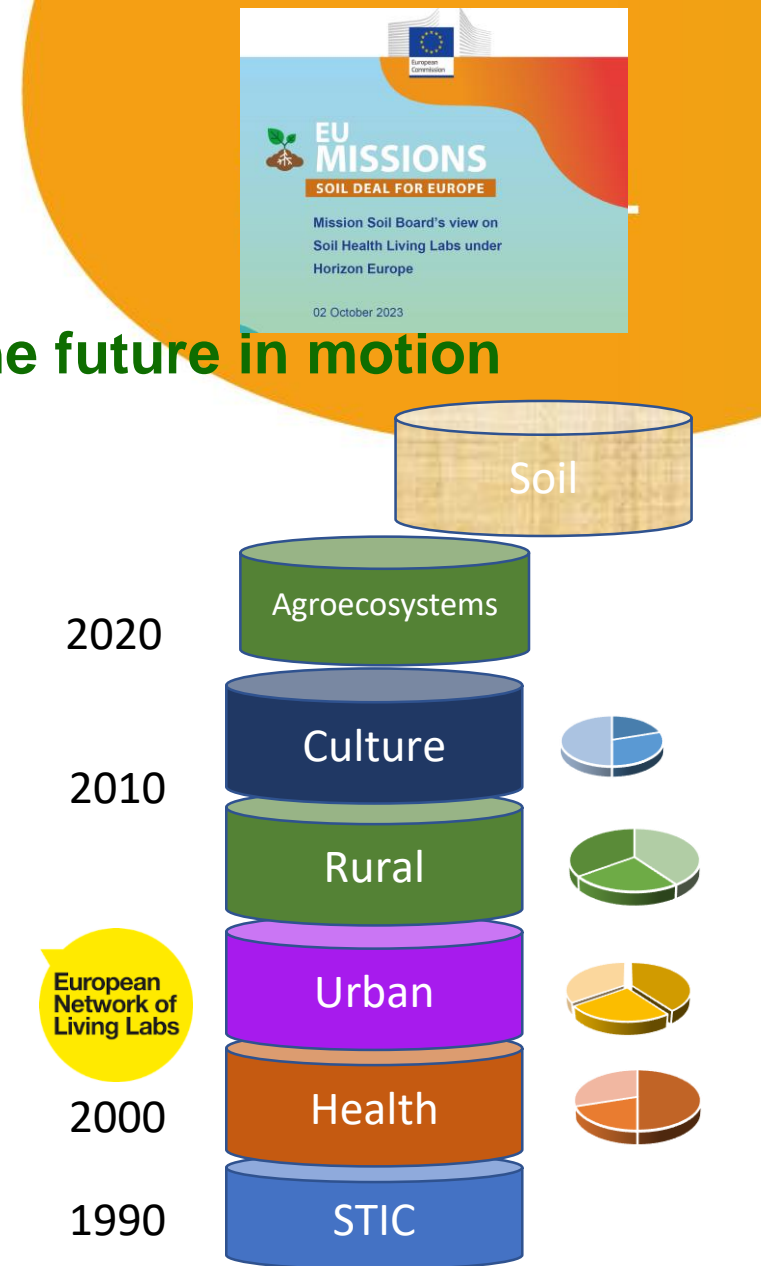 European
Commission
EU
MISSIONS
SOIL DEAL FOR EUROPE
Mission Soil Board's view on
Soil Health Living Labs under
Horizon Europe
02 October 2023
future in motion
Soil
Agroecosystems
2020
Culture
2010
Rural
European
Network of
Living Labs
Urban
Health
2000
1990
STIC